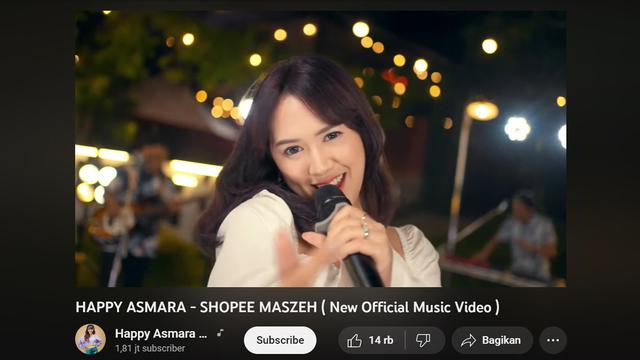 HAPPY ASMARA - SHOPEE MASZEH ( New Official Music Video )
Happy Asmara ...
1,81 jt subscriber
Subscribe
14 rb
Bagikan